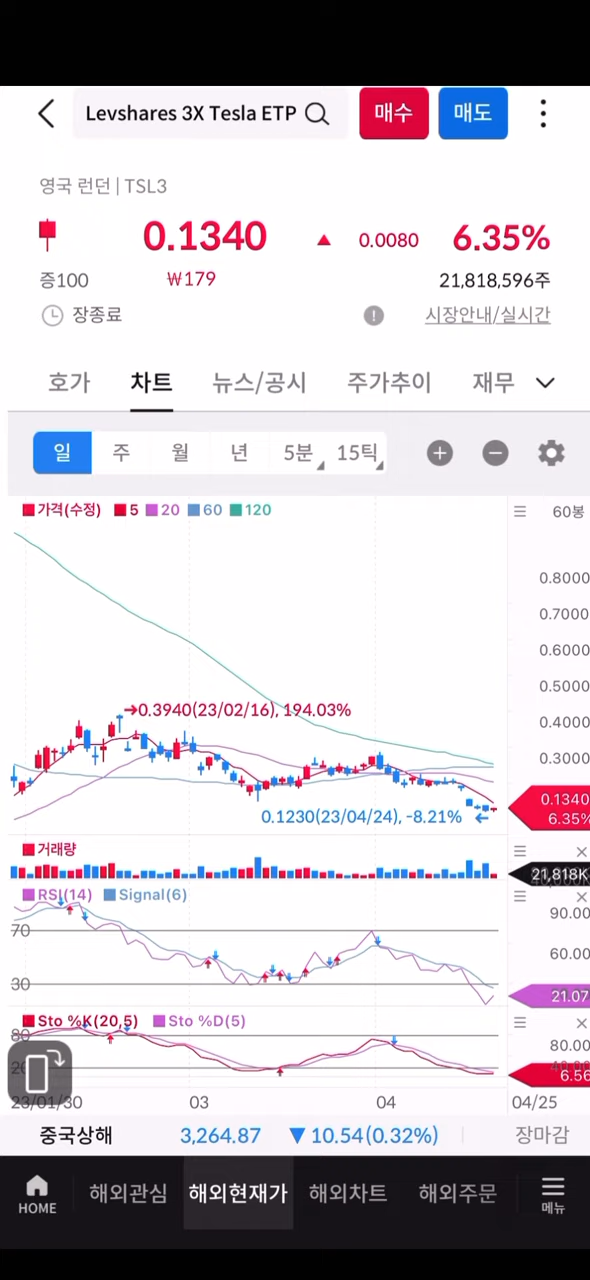 Levshares 3X Tesla ETP 매수 매도
영국 런던 | TSL3
0.1340 ▲ 0.0080 6.35%
증100 ₩179 21,818,596주
장종료 시장안내/실시간
호가 차트 뉴스/공시 주가추이 재무
일 주 월 년 5분 15틱
가격(수정) 5 20 60 120 60봉
0.8000
0.7000
0.6000
0.5000
→0.3940(23/02/16), 194.03%
0.4000
0.3000
0.1340
0.1230(23/04/24), -8.21% ←
6.35%
거래량
21,818K
RSI(14) Signal(6)
90.00
70
60.00
30
21.07
Sto %K(20,5) Sto %D(5)
80 80.00
20 40.00
6.56
23/01/30 03 04 04/25
중국상해 3,264.87 ▼ 10.54(0.32%) 장마감
HOME 해외관심 해외현재가 해외차트 해외주문 메뉴